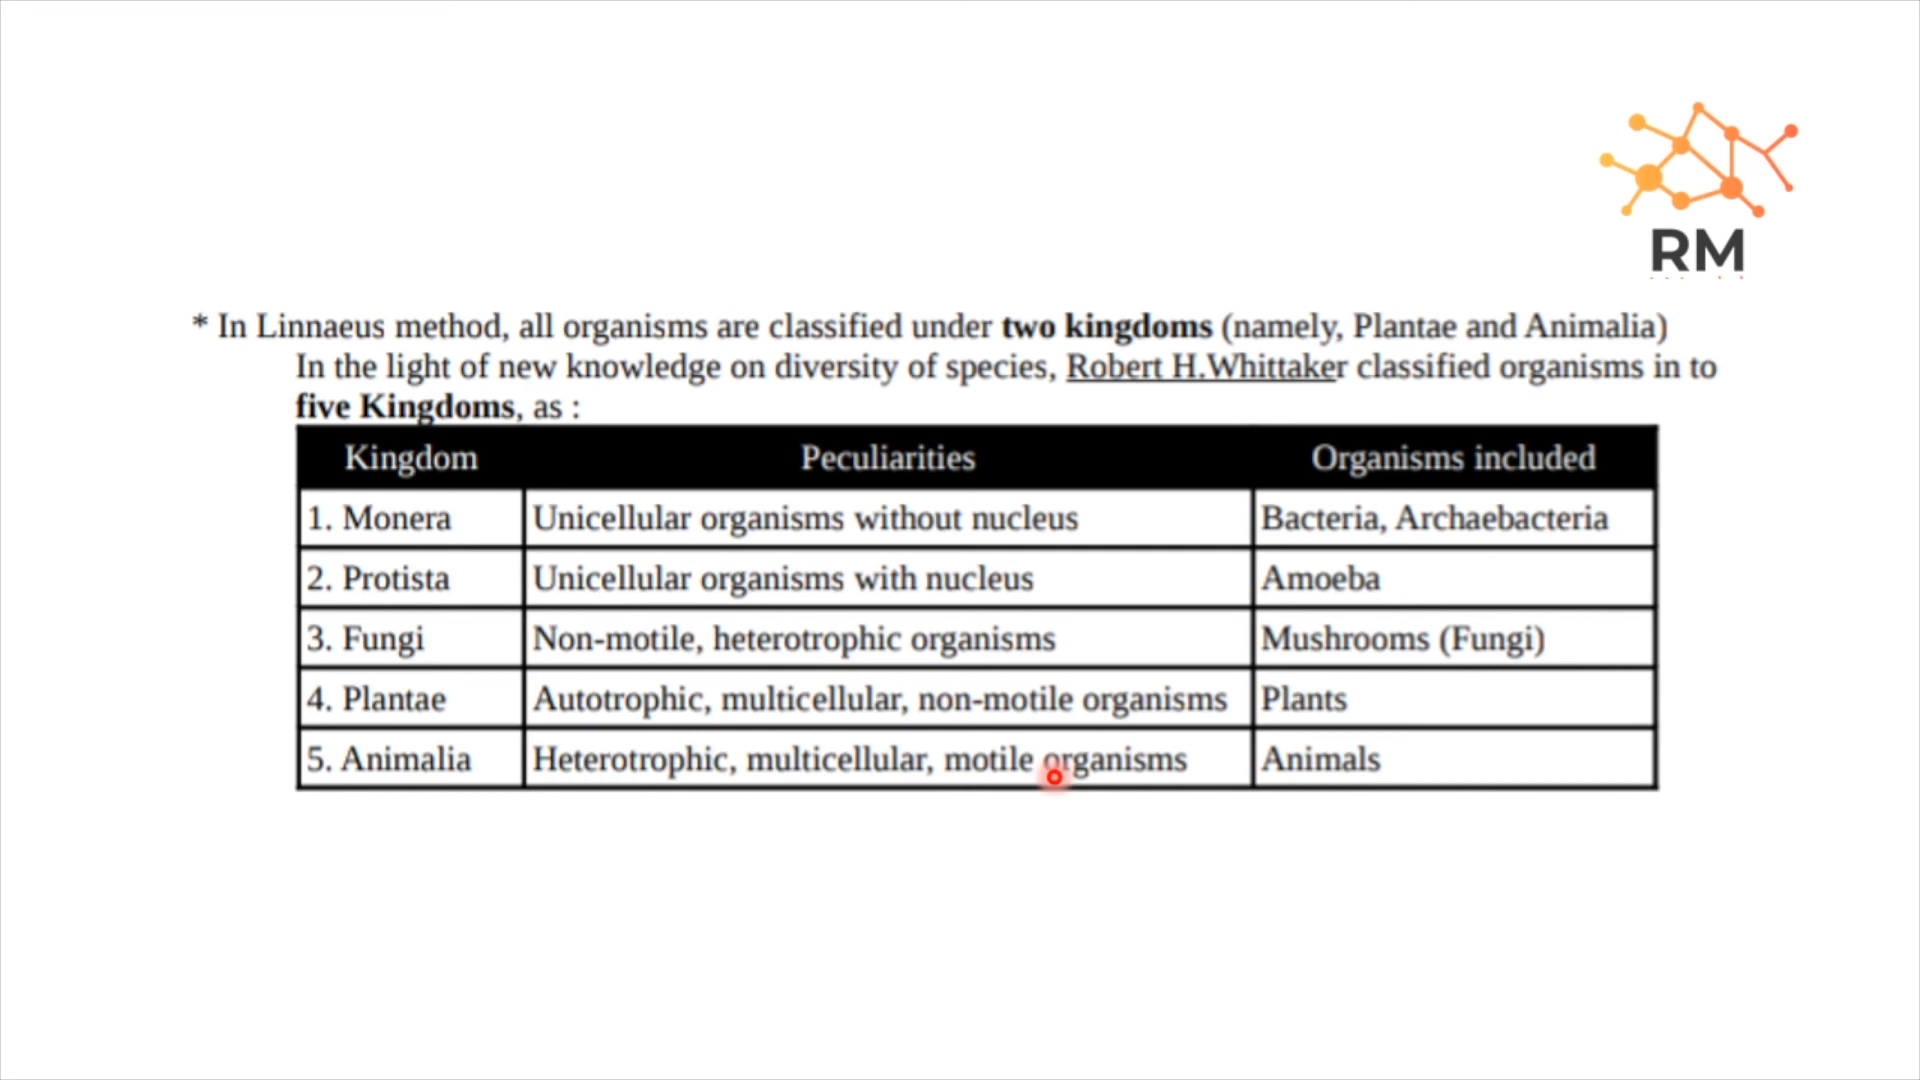 RM
* In Linnaeus method, all organisms are classified under two kingdoms (namely, Plantae and Animalia)
In the light of new knowledge on diversity of species, Robert H.Whittaker classified organisms in to
five Kingdoms, as :
Kingdom Peculiarities Organisms included
1. Monera Unicellular organisms without nucleus Bacteria, Archaebacteria
2. Protista Unicellular organisms with nucleus Amoeba
3. Fungi Non-motile, heterotrophic organisms Mushrooms (Fungi)
4. Plantae Autotrophic, multicellular, non-motile organisms Plants
5. Animalia Heterotrophic, multicellular, motile organisms Animals